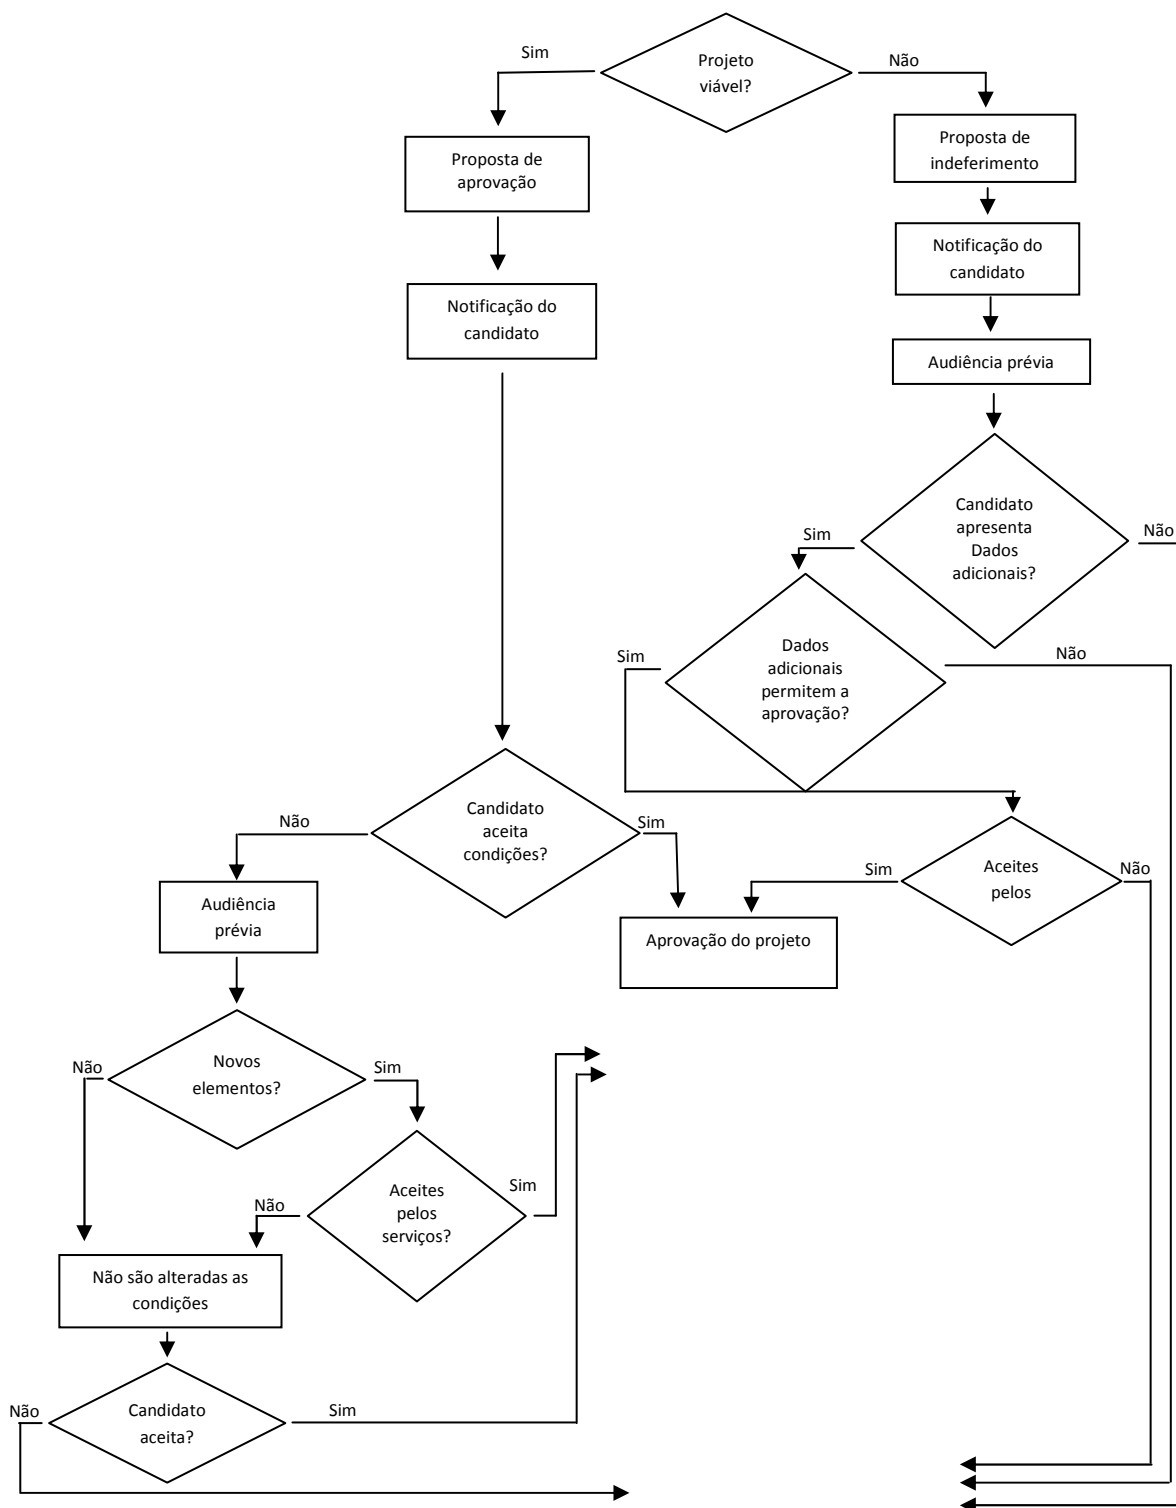 Sim
Projeto
viável?
Não
Proposta de
aprovação
Proposta de
indeferimento
Notificação do
candidato
Notificação do
candidato
Audiência prévia
Candidato
apresenta
Dados
adicionais?
Sim
Não
Sim
Dados
adicionais
permitem a
aprovação?
Não
Não
Candidato
aceita
condições?
Sim
Sim
Aceites
pelos
Não
Audiência
prévia
Aprovação do projeto
Não
Novos
elementos?
Sim
Não
Aceites
pelos
serviços?
Sim
Não são alteradas as
condições
Não
Candidato
aceita?
Sim